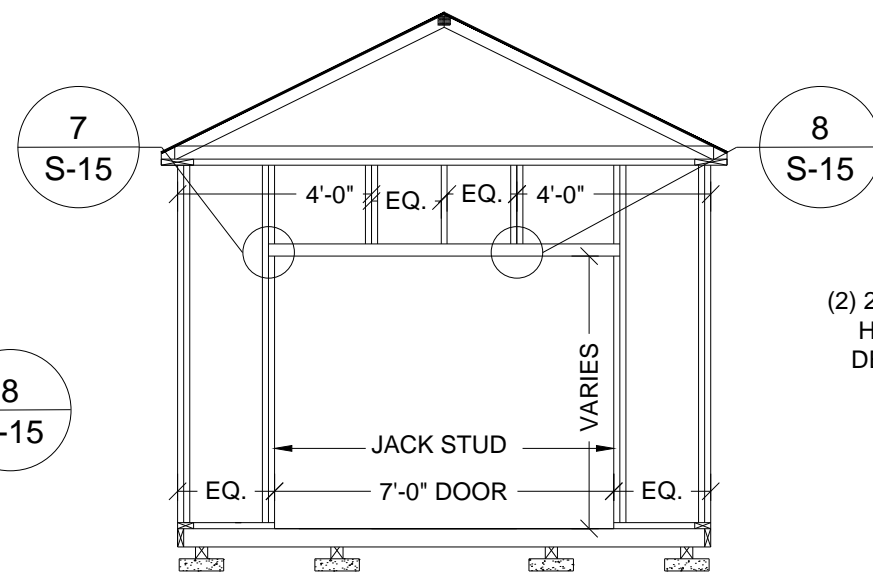 7
S-15
8
S-15
4'-0"
EQ.
EQ.
4'-0"
(2) 2
VARIES
8
-15
JACK STUD
EQ.
7'-0" DOOR
EQ.